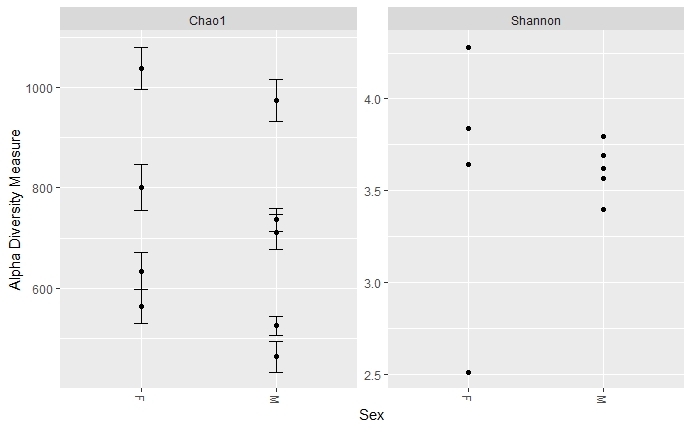 Chao1
Shannon
Alpha Diversity Measure
1000
800
600
4.0
3.5
3.0
2.5
F
M
F
M
Sex